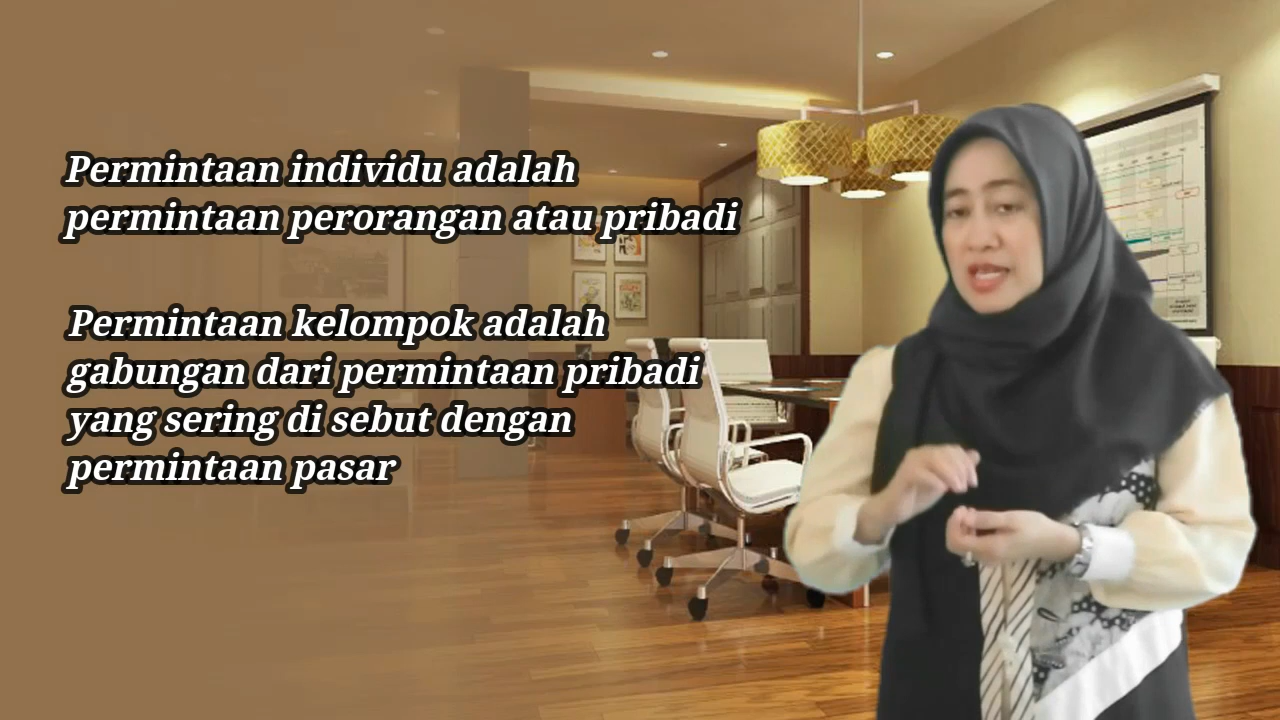 Permintaan individu adalah
permintaan perorangan atau pribadi
Permintaan kelompok adalah
gabungan dari permintaan pribadi
yang sering di sebut dengan
permintaan pasar